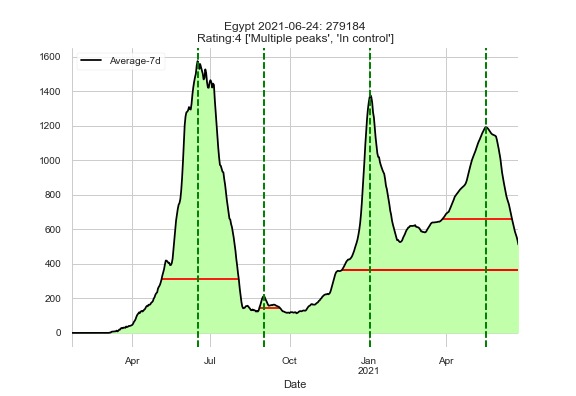 Egypt 2021-06-24: 279184
Rating:4 ['Multiple peaks', 'In control']
Average-7d
1600
1400
1200
1000
800
600
400
200
0
Apr
Jul
Oct
Jan
2021
Apr
Date